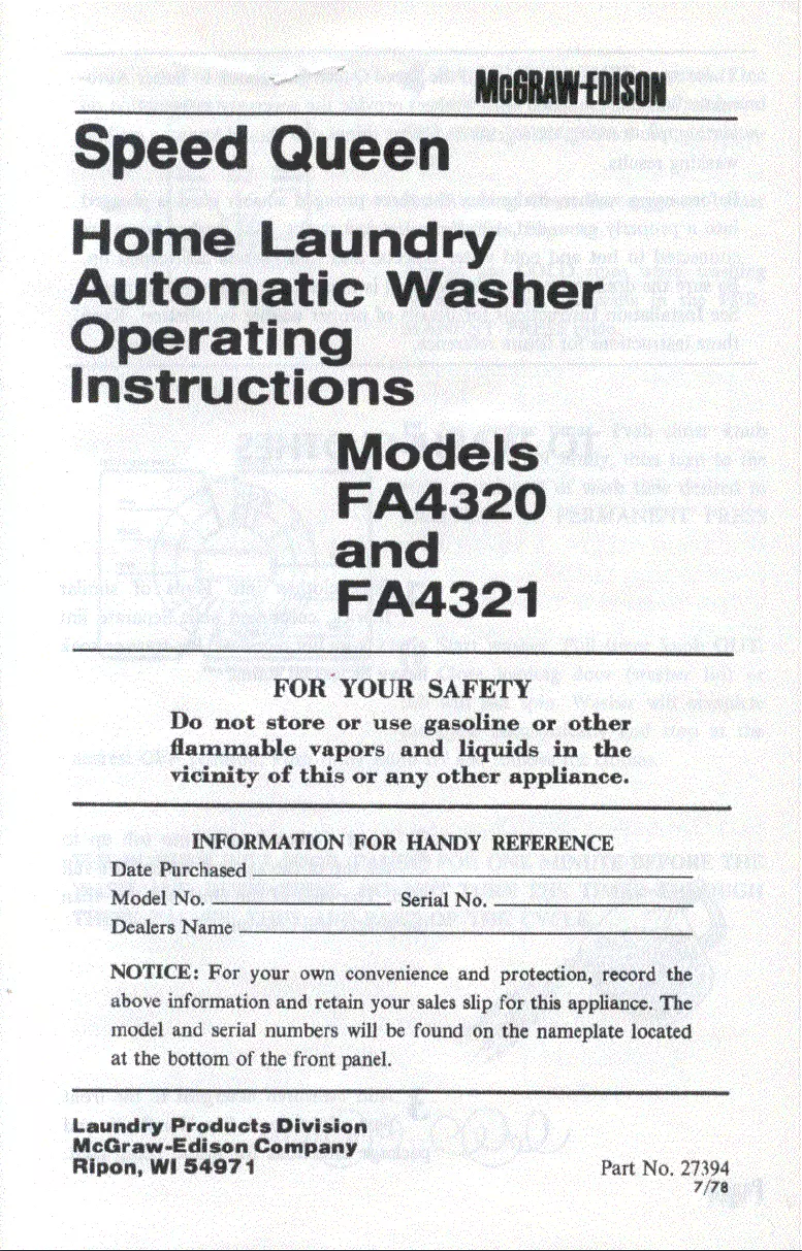 McGRAW-EDISON
Speed Queen
Home Laundry
Automatic Washer
Operating
Instructions
Models
FA4320
and
FA4321
FOR YOUR SAFETY
Do not store or use gasoline or other
flammable vapors and liquids in the
vicinity of this or any other appliance.
INFORMATION FOR HANDY REFERENCE
Date Purchased
Model No. Serial No.
Dealers Name
NOTICE: For your own convenience and protection, record the
above information and retain your sales slip for this appliance. The
model and serial numbers will be found on the nameplate located
at the bottom of the front panel.
Laundry Products Division
McGraw-Edison Company
Ripon, WI 54971
Part No. 27394
7/78